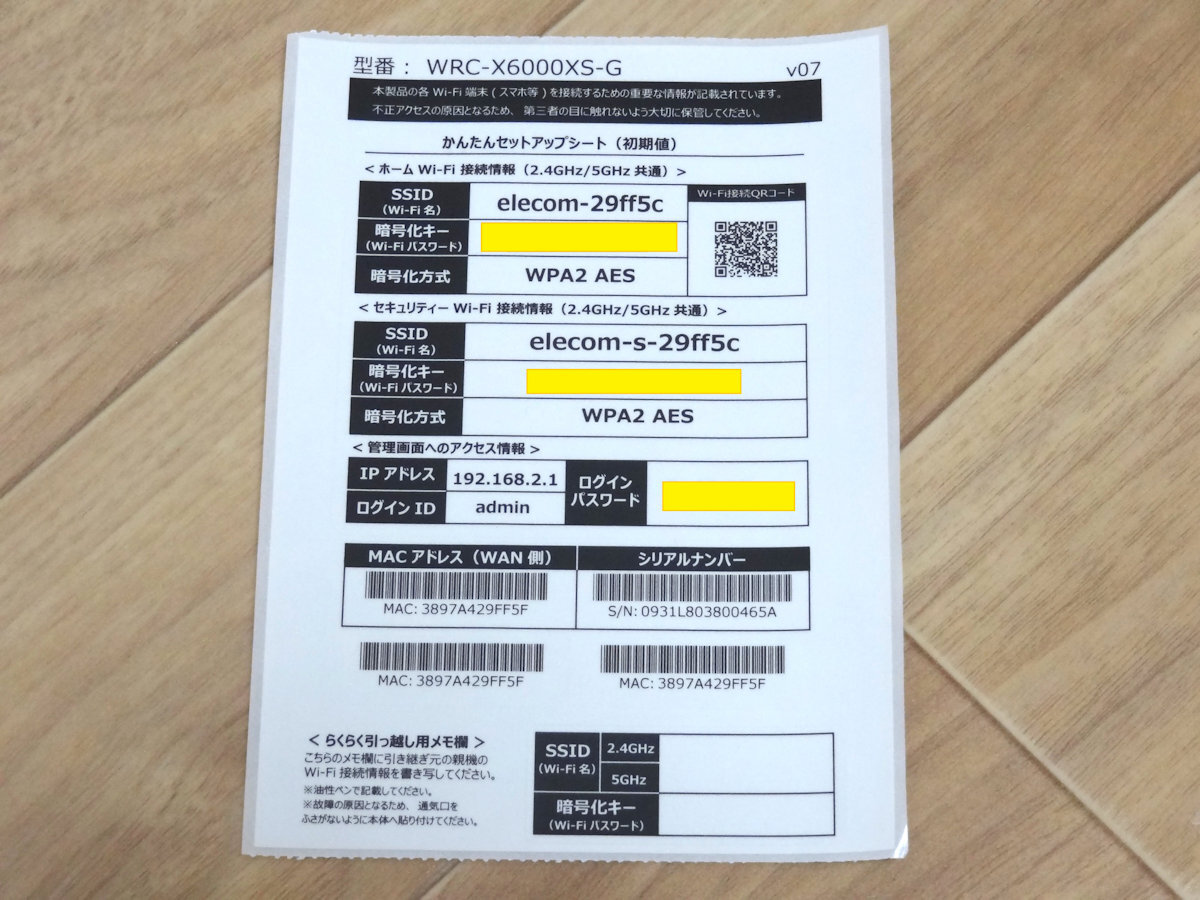 型番： WRC-X6000XS-G v07
本製品の各 Wi-Fi 端末 ( スマホ等 ) を接続するための重要な情報が記載されています。
不正アクセスの原因となるため、 第三者の目に触れないよう大切に保管してください。
かんたんセットアップシート（初期値）
< ホーム Wi-Fi 接続情報（2.4GHz/5GHz 共通）>
SSID
(Wi-Fi 名)
elecom-29ff5c
Wi-Fi接続QRコード
暗号化キー
(Wi-Fi パスワード)
暗号化方式
WPA2 AES
< セキュリティー Wi-Fi 接続情報（2.4GHz/5GHz 共通）>
SSID
(Wi-Fi 名)
elecom-s-29ff5c
暗号化キー
(Wi-Fi パスワード)
暗号化方式
WPA2 AES
< 管理画面へのアクセス情報 >
IP アドレス
192.168.2.1
ログイン ID
admin
ログイン
パスワード
MAC アドレス（WAN 側）
MAC: 3897A429FF5F
シリアルナンバー
S/N: 0931L803800465A
MAC: 3897A429FF5F
MAC: 3897A429FF5F
< らくらく引っ越し用メモ欄 >
こちらのメモ欄に引き継ぎ元の親機の
Wi-Fi 接続情報を書き写してください。
※油性ペンで記載してください。
※故障の原因となるため、 通気口を
ふさがないように本体へ貼り付けてください。
SSID
(Wi-Fi 名)
2.4GHz
5GHz
暗号化キー
(Wi-Fi パスワード)